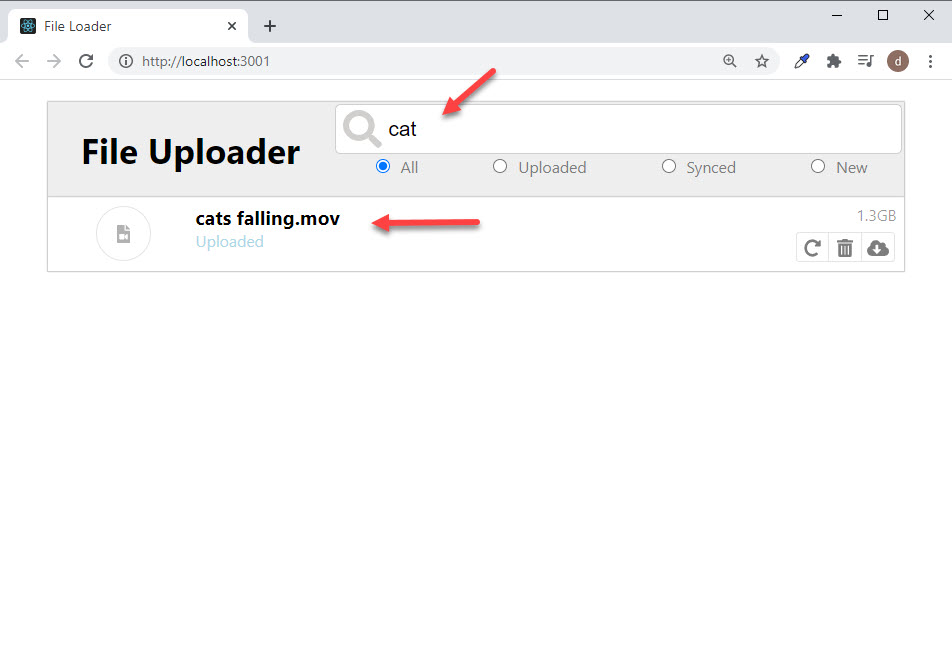 File Loader
http://localhost:3001
d
File Uploader
cat
All Uploaded Synced New
cats falling.mov
1.3GB
Uploaded